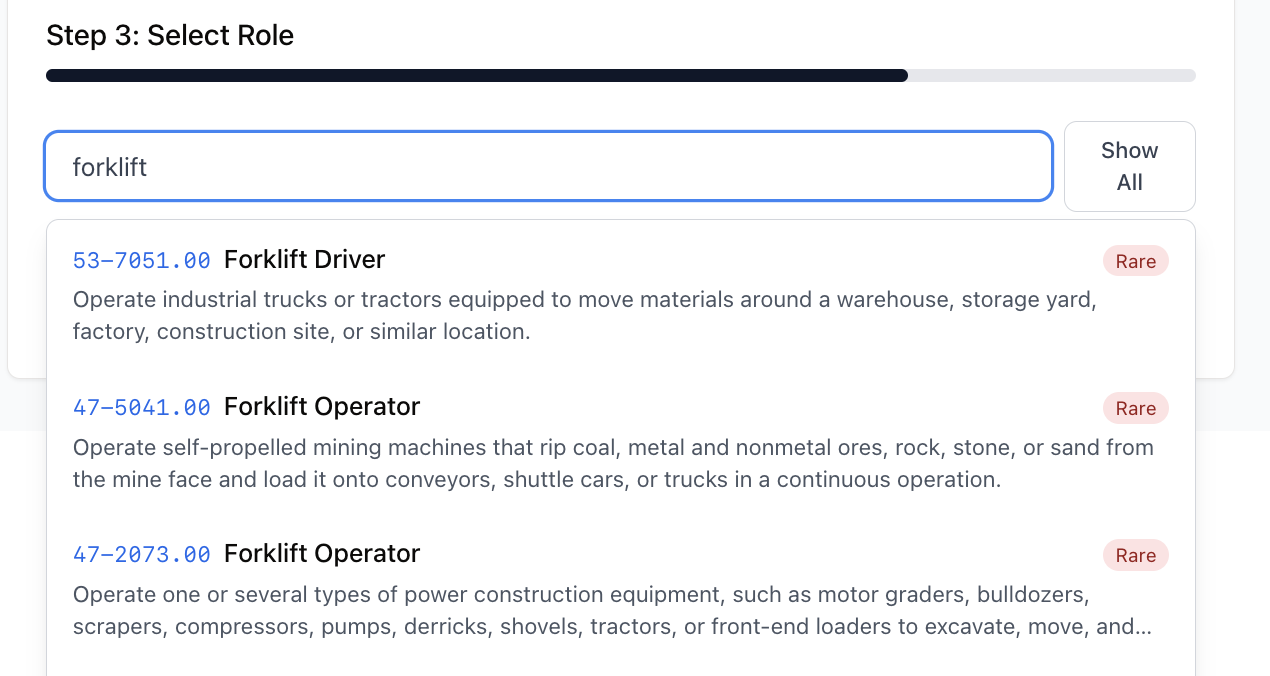 Step 3: Select Role
forklift
Show
All
53-7051.00 Forklift Driver Rare
Operate industrial trucks or tractors equipped to move materials around a warehouse, storage yard,
factory, construction site, or similar location.
47-5041.00 Forklift Operator Rare
Operate self-propelled mining machines that rip coal, metal and nonmetal ores, rock, stone, or sand from
the mine face and load it onto conveyors, shuttle cars, or trucks in a continuous operation.
47-2073.00 Forklift Operator Rare
Operate one or several types of power construction equipment, such as motor graders, bulldozers,
scrapers, compressors, pumps, derricks, shovels, tractors, or front-end loaders to excavate, move, and...